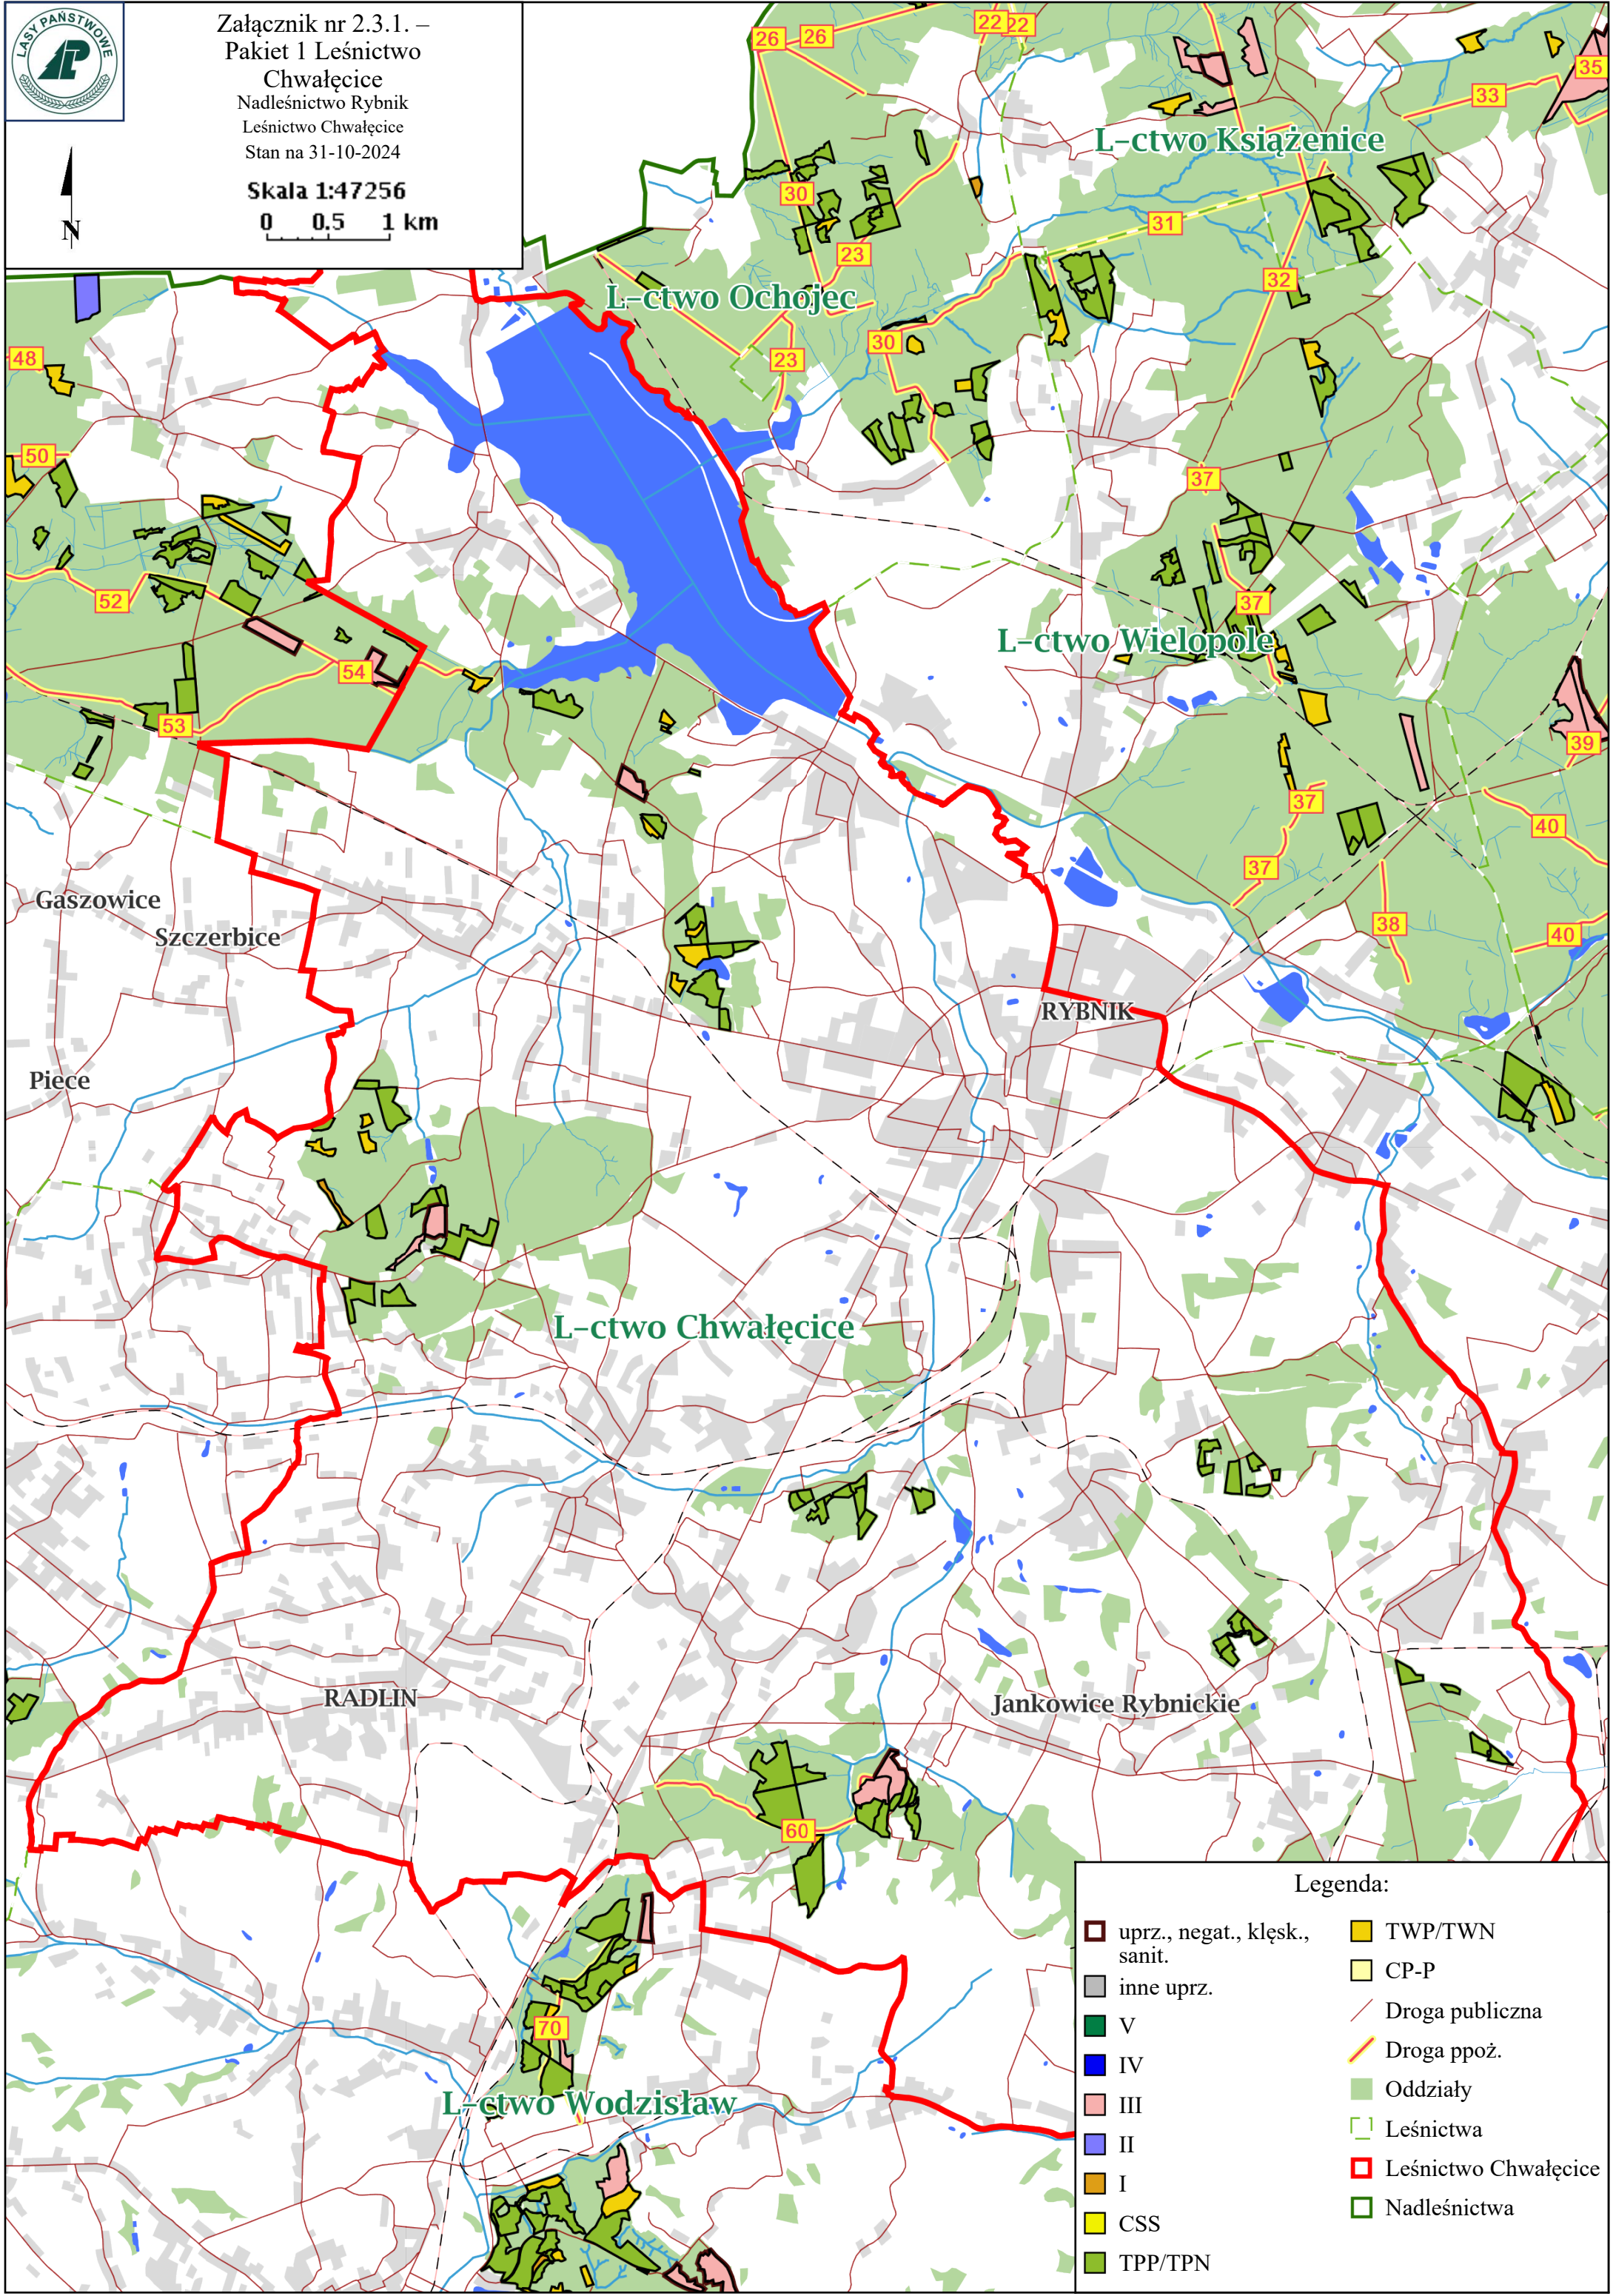 LASY PAŃSTWOWE
Załącznik nr 2.3.1. –
Pakiet 1 Leśnictwo
Chwałęcice
Nadleśnictwo Rybnik
Leśnictwo Chwałęcice
Stan na 31-10-2024
Skala 1:47256
0 0.5 1 km
N
26 26 22 22
35
33
L-ctwo Książenice
30
31
23
32
L-ctwo Ochojec
30
23
48
50
37
52
37
L-ctwo Wielopole
54
53
39
37
40
37
Gaszowice
38
Szczerbice
40
RYBNIK
Piece
L-ctwo Chwałęcice
RADLIN
Jankowice Rybnickie
60
70
L-ctwo Wodzisław
Legenda:
uprz., negat., klęsk.,
sanit.
inne uprz.
V
IV
III
II
I
CSS
TPP/TPN
TWP/TWN
CP-P
Droga publiczna
Droga ppoż.
Oddziały
Leśnictwa
Leśnictwo Chwałęcice
Nadleśnictwa